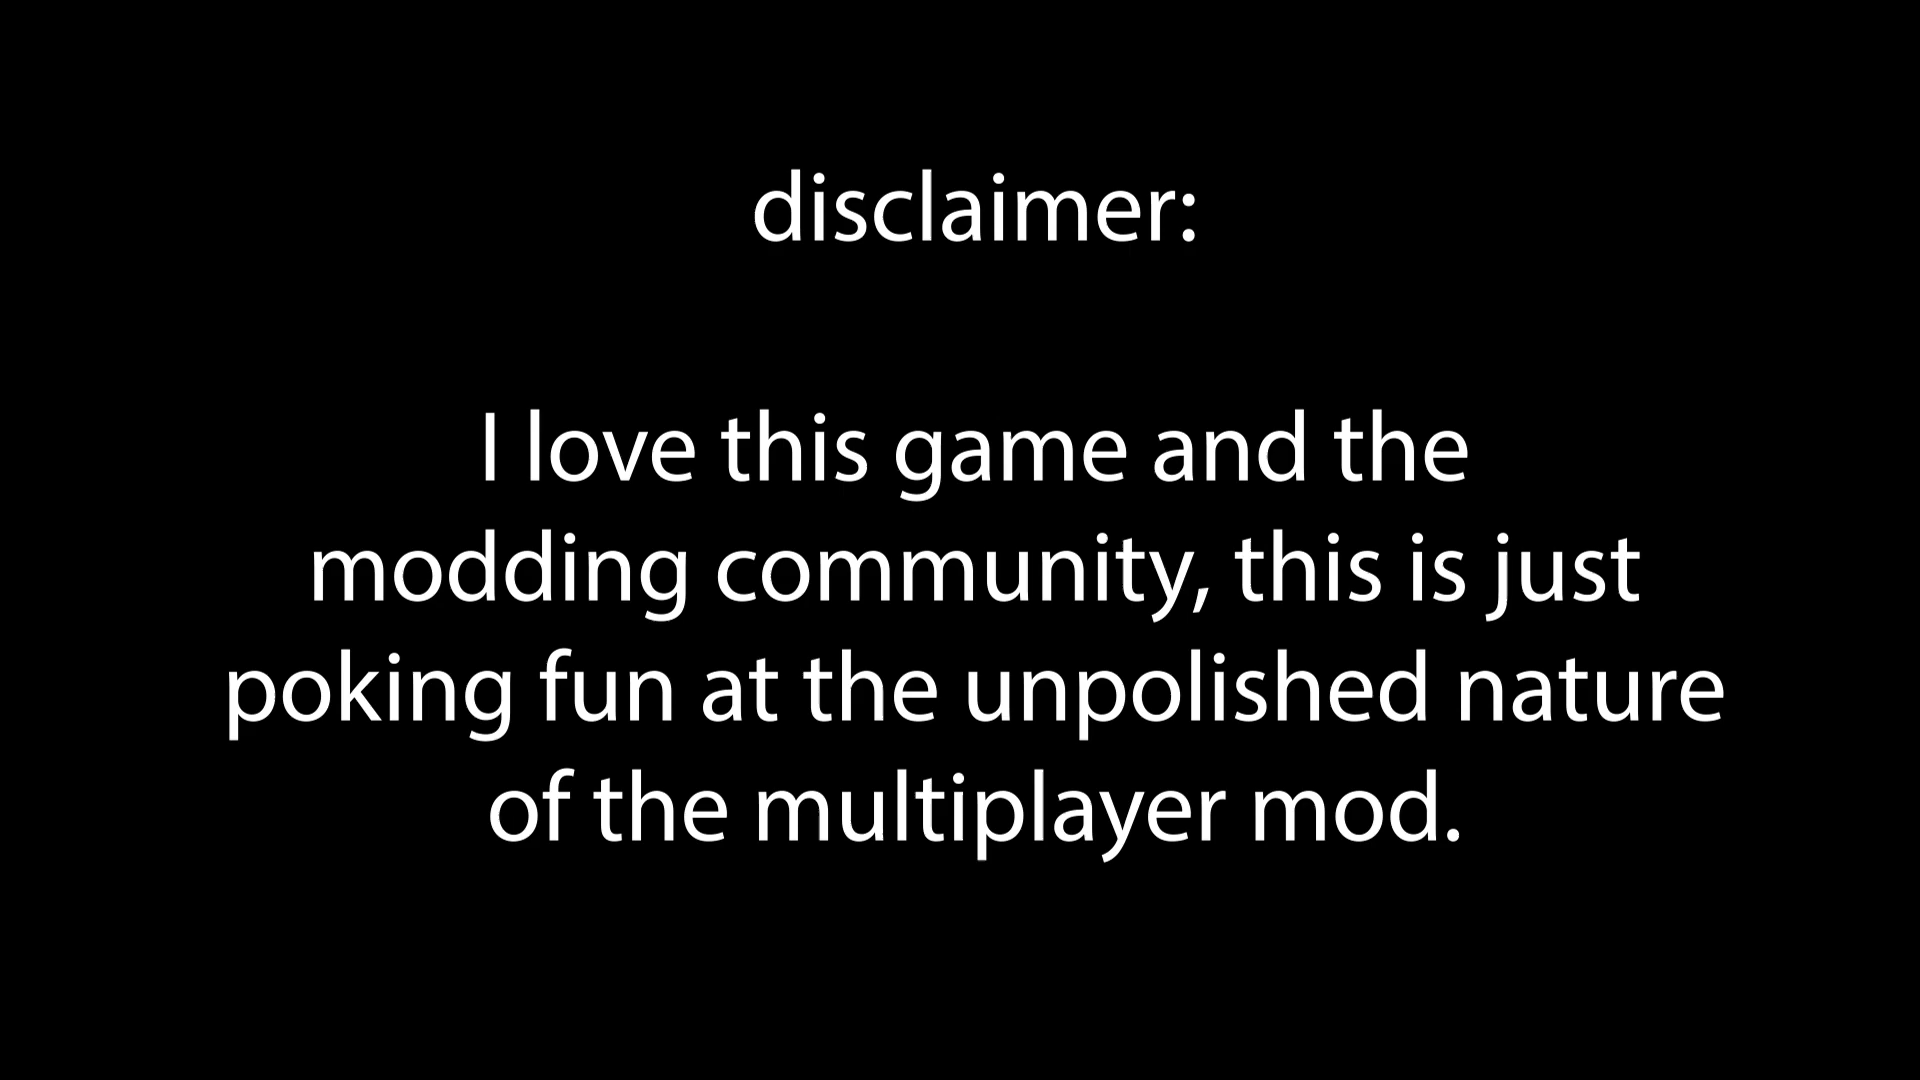 disclaimer:
I love this game and the
modding community, this is just
poking fun at the unpolished nature
of the multiplayer mod.